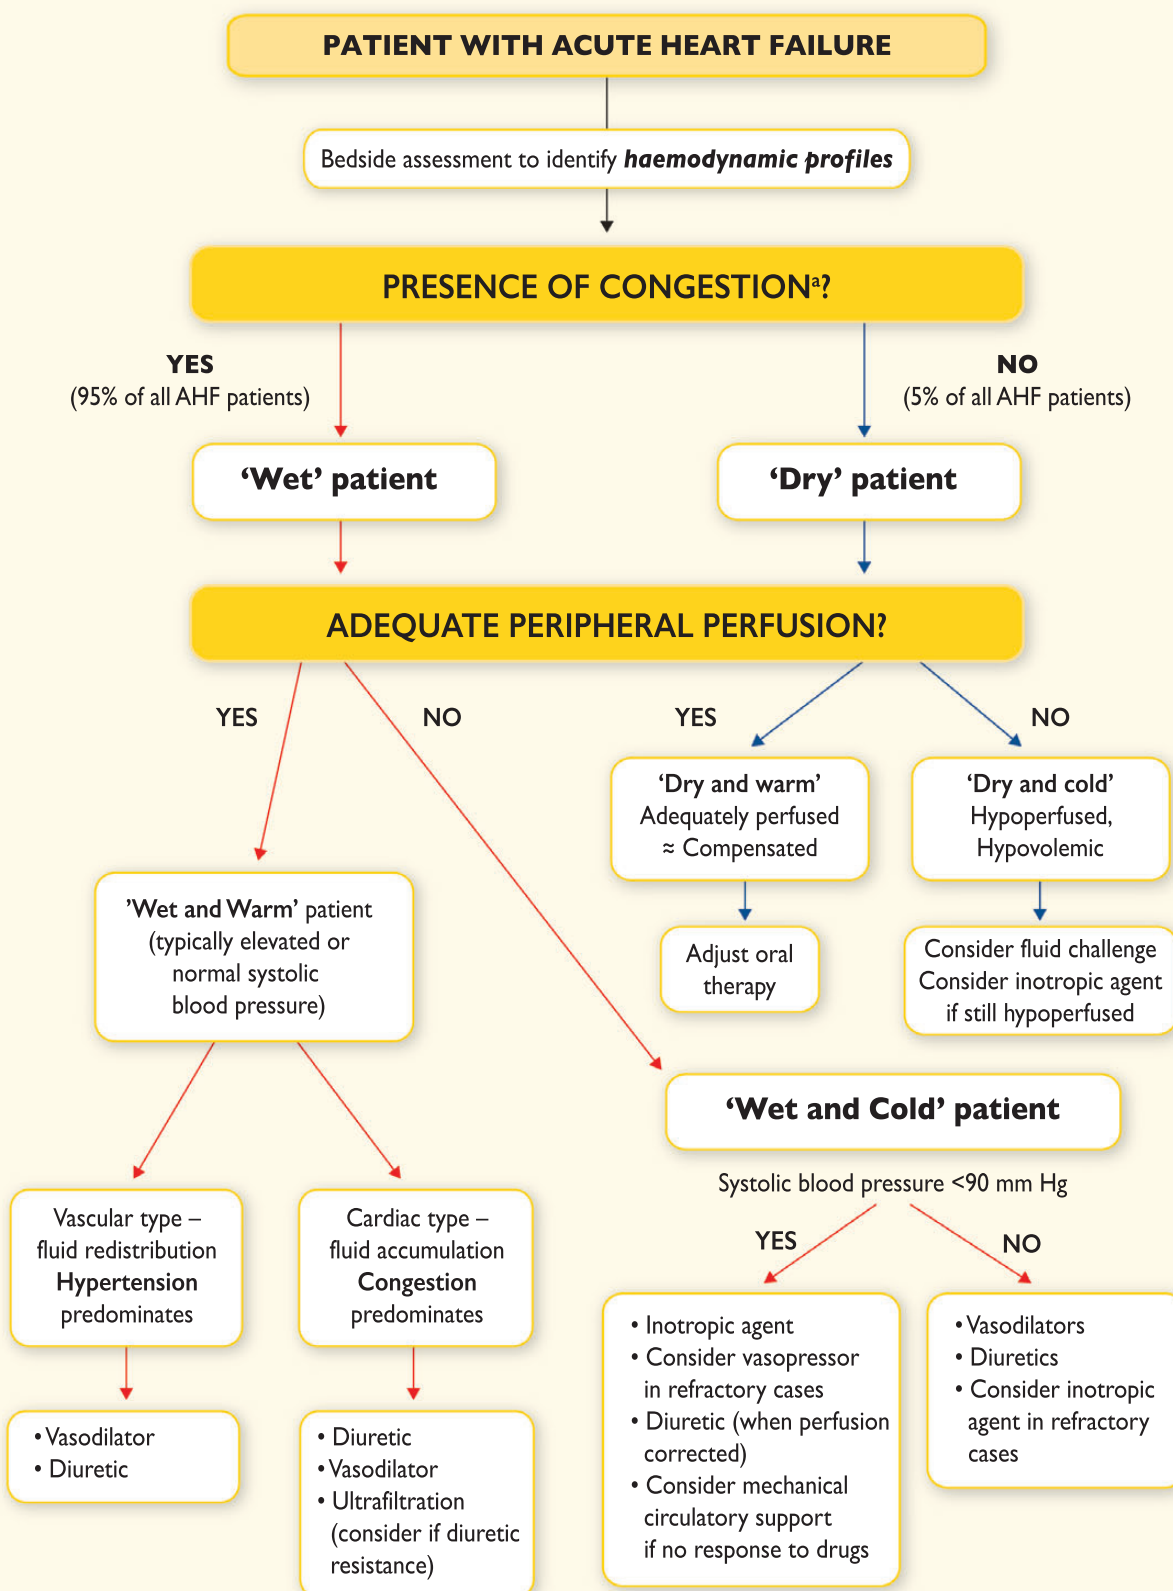 PATIENT WITH ACUTE HEART FAILURE
Bedside assessment to identify haemodynamic profiles
PRESENCE OF CONGESTIONª?
YES
(95% of all AHF patients)
NO
(5% of all AHF patients)
‘Wet’ patient
‘Dry’ patient
ADEQUATE PERIPHERAL PERFUSION?
YES
NO
YES
NO
‘Dry and warm’
Adequately perfused
≈ Compensated
‘Dry and cold’
Hypoperfused,
Hypovolemic
’Wet and Warm’ patient
(typically elevated or
normal systolic
blood pressure)
Adjust oral
therapy
Consider fluid challenge
Consider inotropic agent
if still hypoperfused
‘Wet and Cold’ patient
Systolic blood pressure <90 mm Hg
YES
NO
Vascular type –
fluid redistribution
Hypertension
predominates
Cardiac type –
fluid accumulation
Congestion
predominates
• Vasodilator
• Diuretic
• Diuretic
• Vasodilator
• Ultrafiltration
(consider if diuretic
resistance)
• Inotropic agent
• Consider vasopressor
in refractory cases
• Diuretic (when perfusion
corrected)
• Consider mechanical
circulatory support
if no response to drugs
• Vasodilators
• Diuretics
• Consider inotropic
agent in refractory
cases